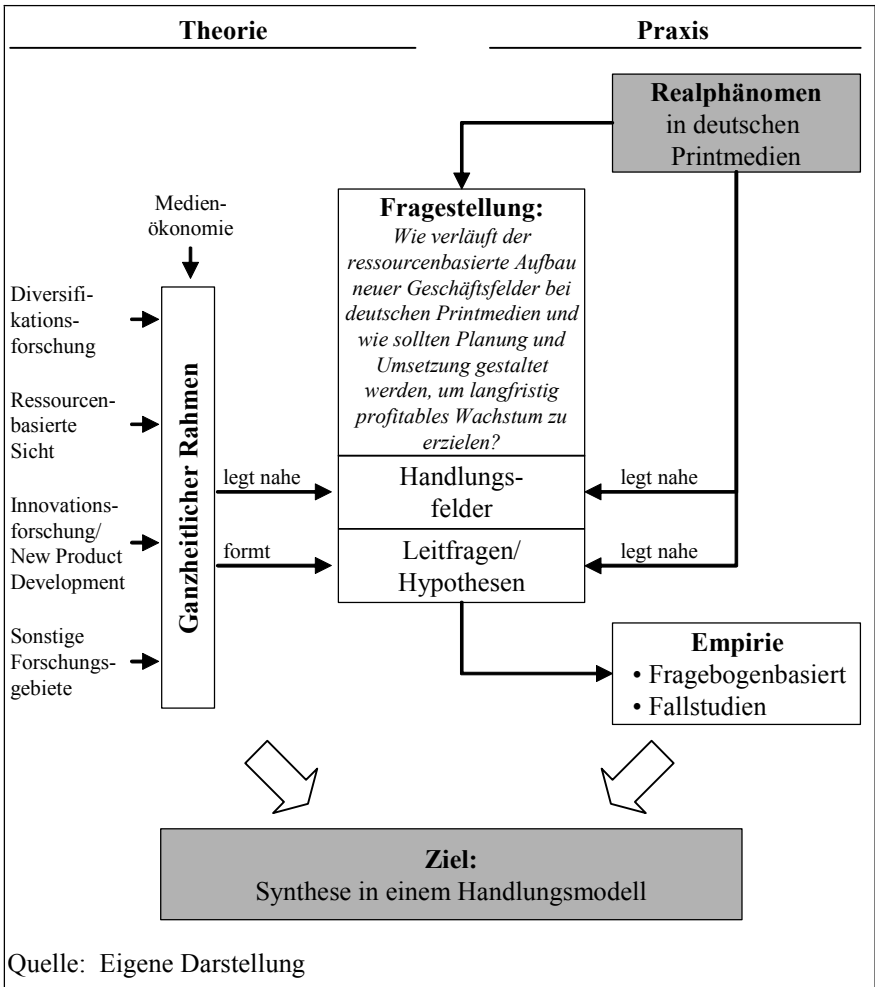 Theorie
Praxis
Realphänomen
in deutschen
Printmedien
Medien-
ökonomie
Diversifi-
kations-
forschung
Ressourcen-
basierte
Sicht
Innovations-
forschung/
New Product
Development
Sonstige
Forschungs-
gebiete
Ganzheitlicher Rahmen
legt nahe
formt
Fragestellung:
Wie verläuft der
ressourcenbasierte Aufbau
neuer Geschäftsfelder bei
deutschen Printmedien und
wie sollten Planung und
Umsetzung gestaltet
werden, um langfristig
profitables Wachstum zu
erzielen?
Handlungs-
felder
Leitfragen/
Hypothesen
legt nahe
legt nahe
Empirie
• Fragebogenbasiert
• Fallstudien
Ziel:
Synthese in einem Handlungsmodell
Quelle: Eigene Darstellung